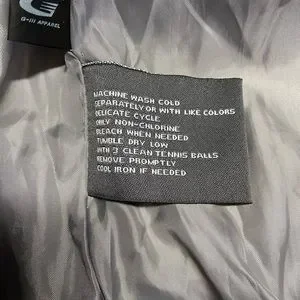 G-III APPAREL
MACHINE WASH COLD
SEPARATELY OR WITH LIKE COLORS
DELICATE CYCLE
ONLY NON-CHLORINE
BLEACH WHEN NEEDED
TUMBLE DRY LOW
WITH 3 CLEAN TENNIS BALLS
REMOVE PROMPTLY
COOL IRON IF NEEDED